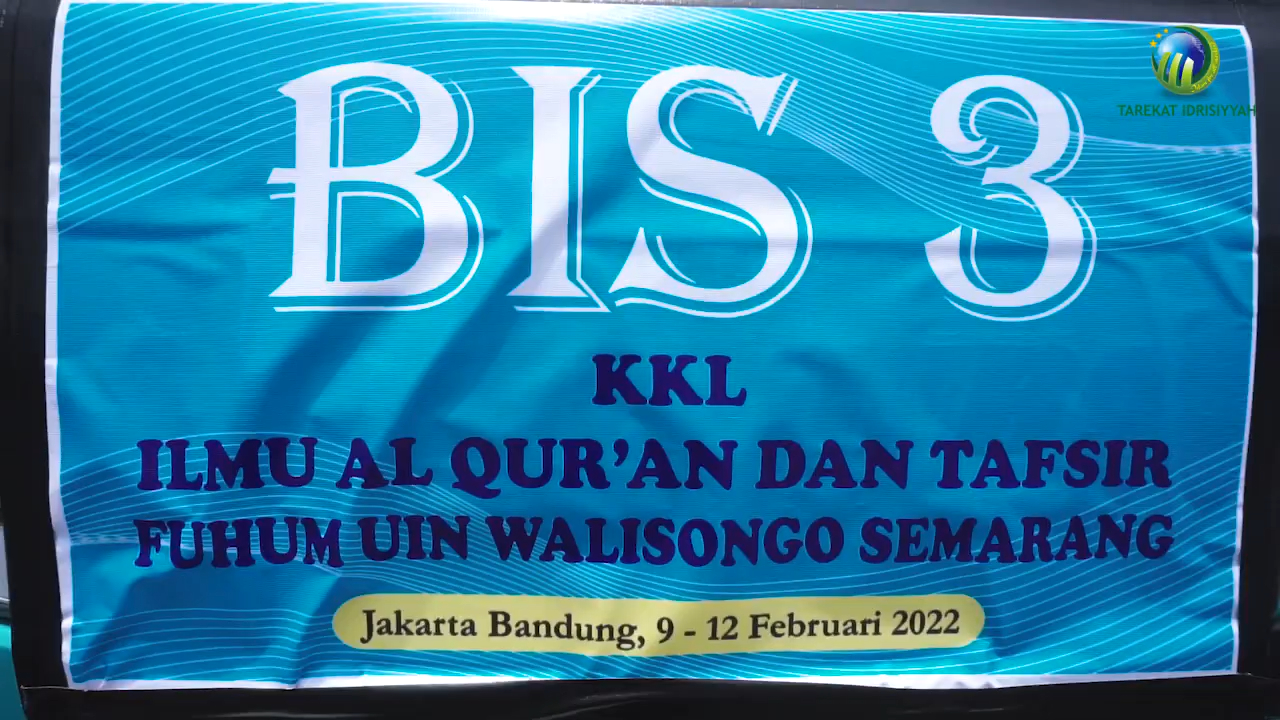 TAREKAT IDRISIYYAH
BIS 3
KKL
ILMU AL QUR'AN DAN TAFSIR
FUHUM UIN WALISONGO SEMARANG
Jakarta Bandung, 9 - 12 Februari 2022